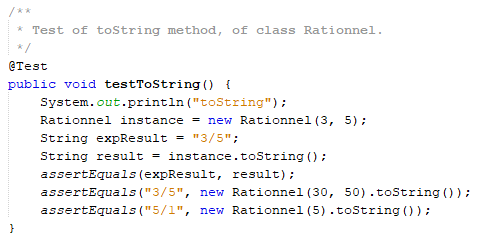 /**
 * Test of toString method, of class Rationnel.
 */
@Test
public void testToString() {
    System.out.println("toString");
    Rationnel instance = new Rationnel(3, 5);
    String expResult = "3/5";
    String result = instance.toString();
    assertEquals(expResult, result);
    assertEquals("3/5", new Rationnel(30, 50).toString());
    assertEquals("5/1", new Rationnel(5).toString());
}